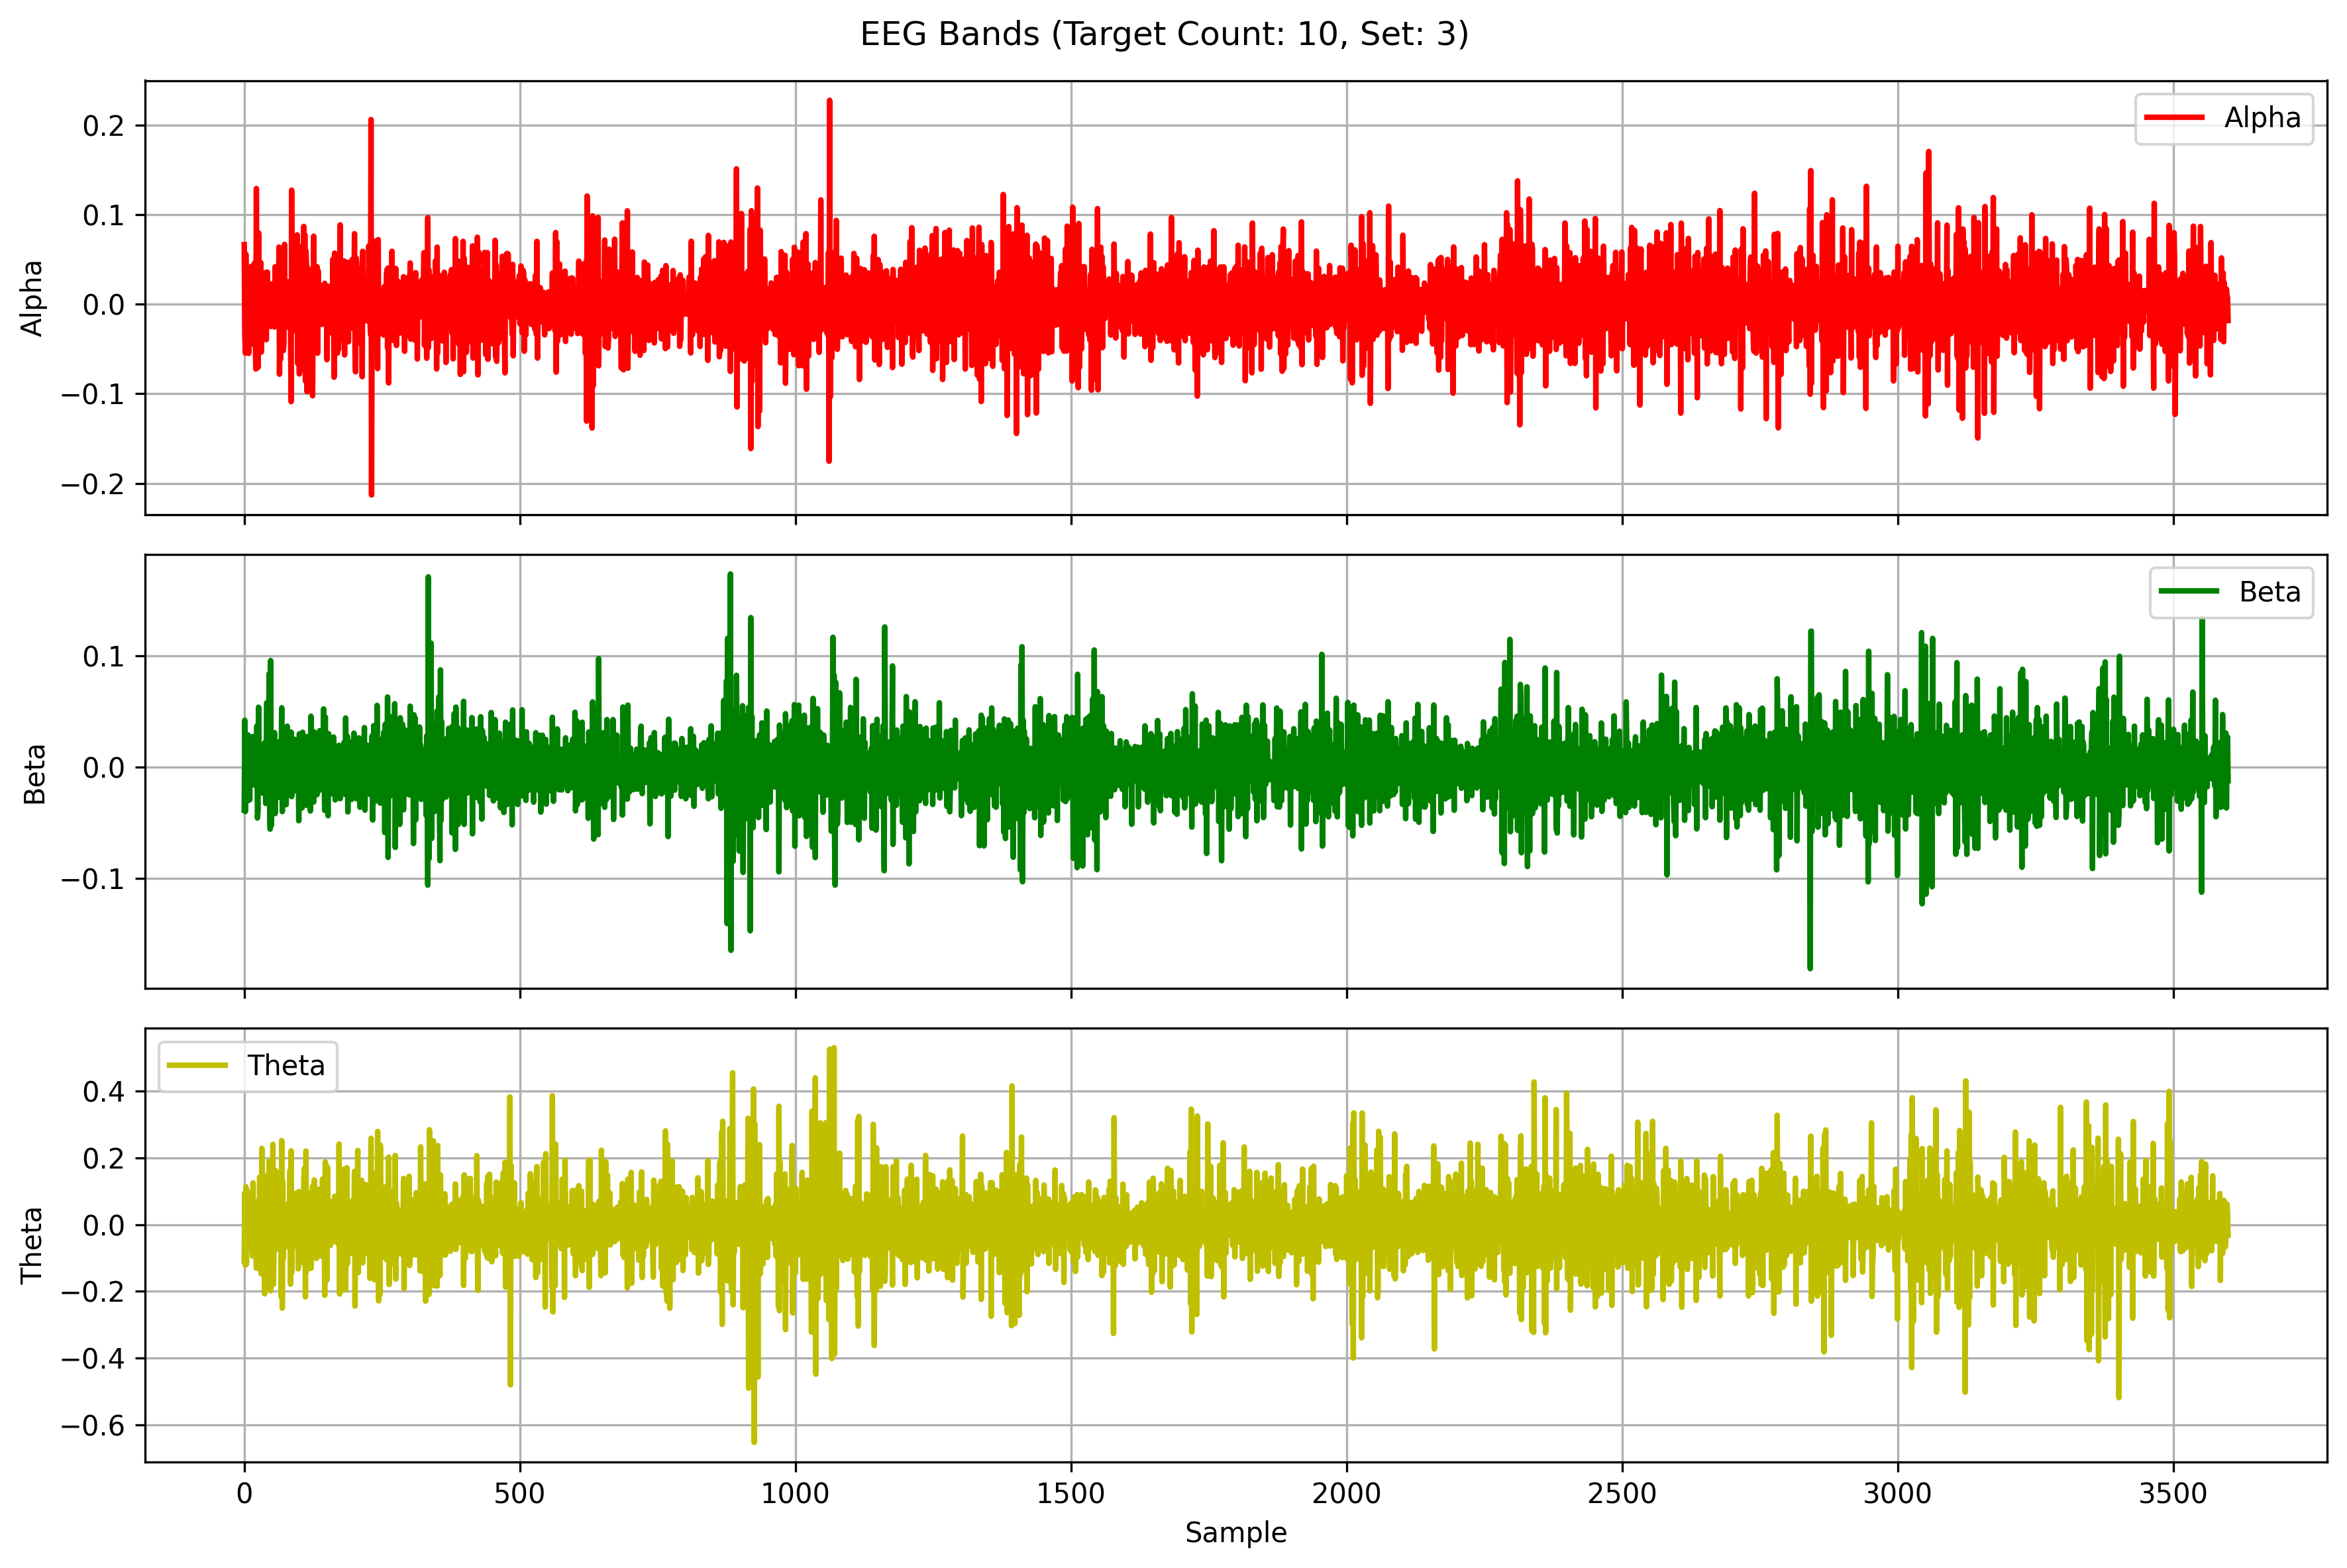 EEG Bands (Target Count: 10, Set: 3)
Alpha
0.2
0.1
0.0
−0.1
−0.2
Alpha
Beta
0.1
0.0
−0.1
Beta
Theta
0.4
0.2
0.0
−0.2
−0.4
−0.6
Theta
0 500 1000 1500 2000 2500 3000 3500
Sample